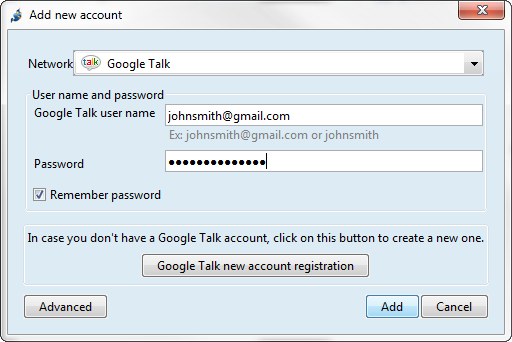 Add new account
Network talk Google Talk
User name and password
Google Talk user name johnsmith@gmail.com
Ex: johnsmith@gmail.com or johnsmith
Password ●●●●●●●●●●●●●●
Remember password
In case you don't have a Google Talk account, click on this button to create a new one.
Google Talk new account registration
Advanced Add Cancel